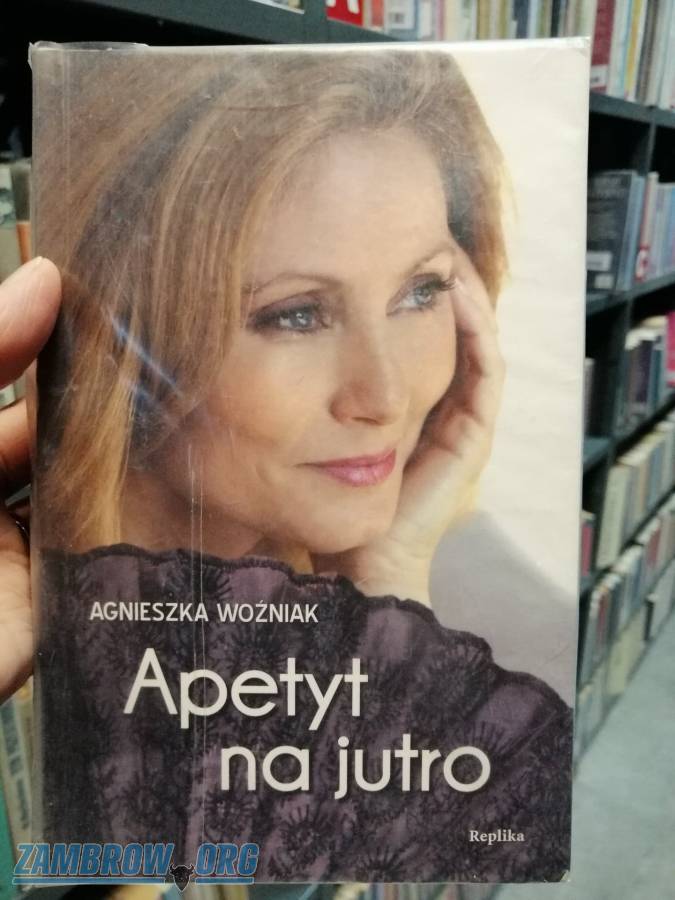 AGNIESZKA WOŹNIAK
Apetyt
na jutro
Replika
ZAMBROW.ORG